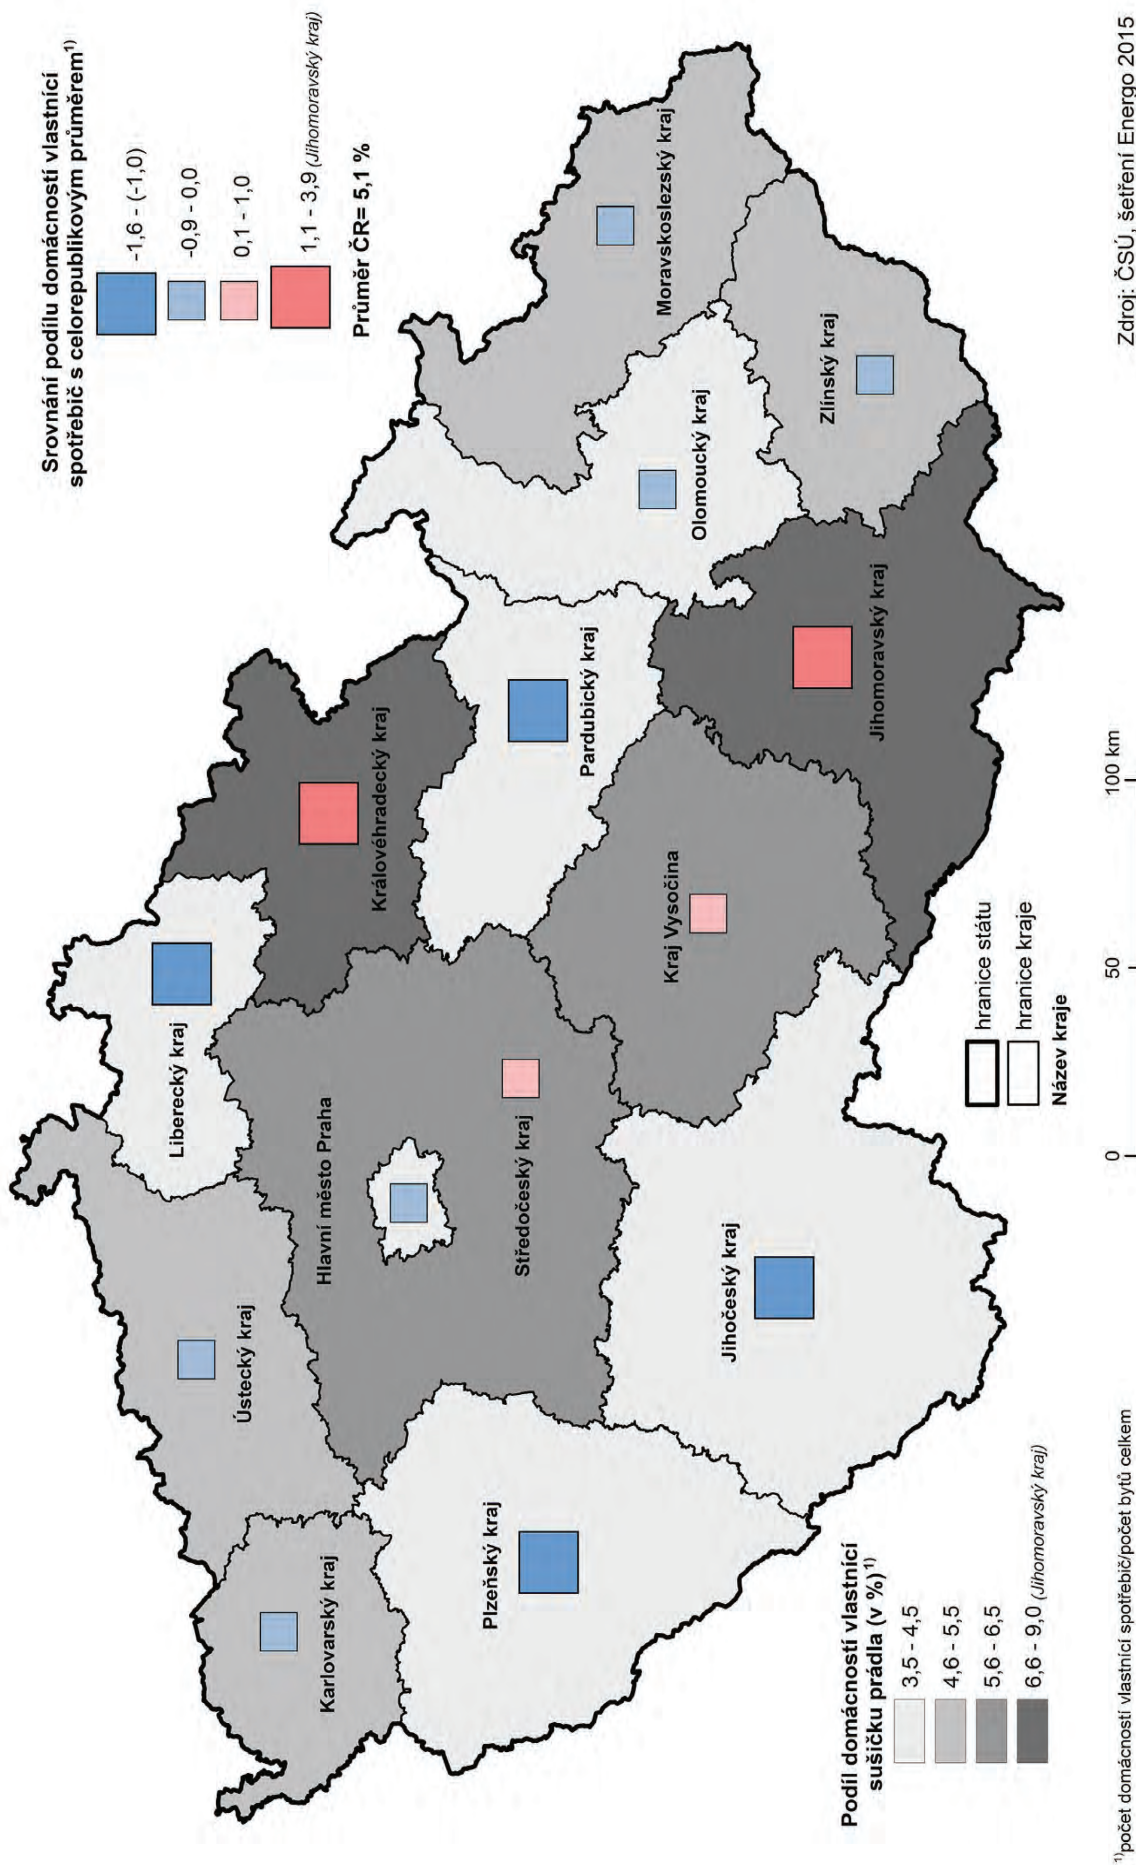 Srovnání podílu domácností vlastnící
spotřebič s celorepublikovým průměrem¹⁾
-1,6 - (-1,0)
-0,9 - 0,0
0,1 - 1,0
1,1 - 3,9 (Jihomoravský kraj)
Průměr ČR= 5,1 %
Liberecký kraj
Ústecký kraj
Karlovarský kraj
Hlavní město Praha
Královéhradecký kraj
Středočeský kraj
Plzeňský kraj
Pardubický kraj
Moravskoslezský kraj
Olomoucký kraj
Kraj Vysočina
Jihočeský kraj
Zlínský kraj
Jihomoravský kraj
Podíl domácností vlastnící
sušičku prádla (v %)¹⁾
3,5 - 4,5
4,6 - 5,5
5,6 - 6,5
6,6 - 9,0 (Jihomoravský kraj)
hranice státu
hranice kraje
Název kraje
0 50 100 km
¹⁾počet domácností vlastnící spotřebič/počet bytů celkem
Zdroj: ČSÚ, šetření Energo 2015